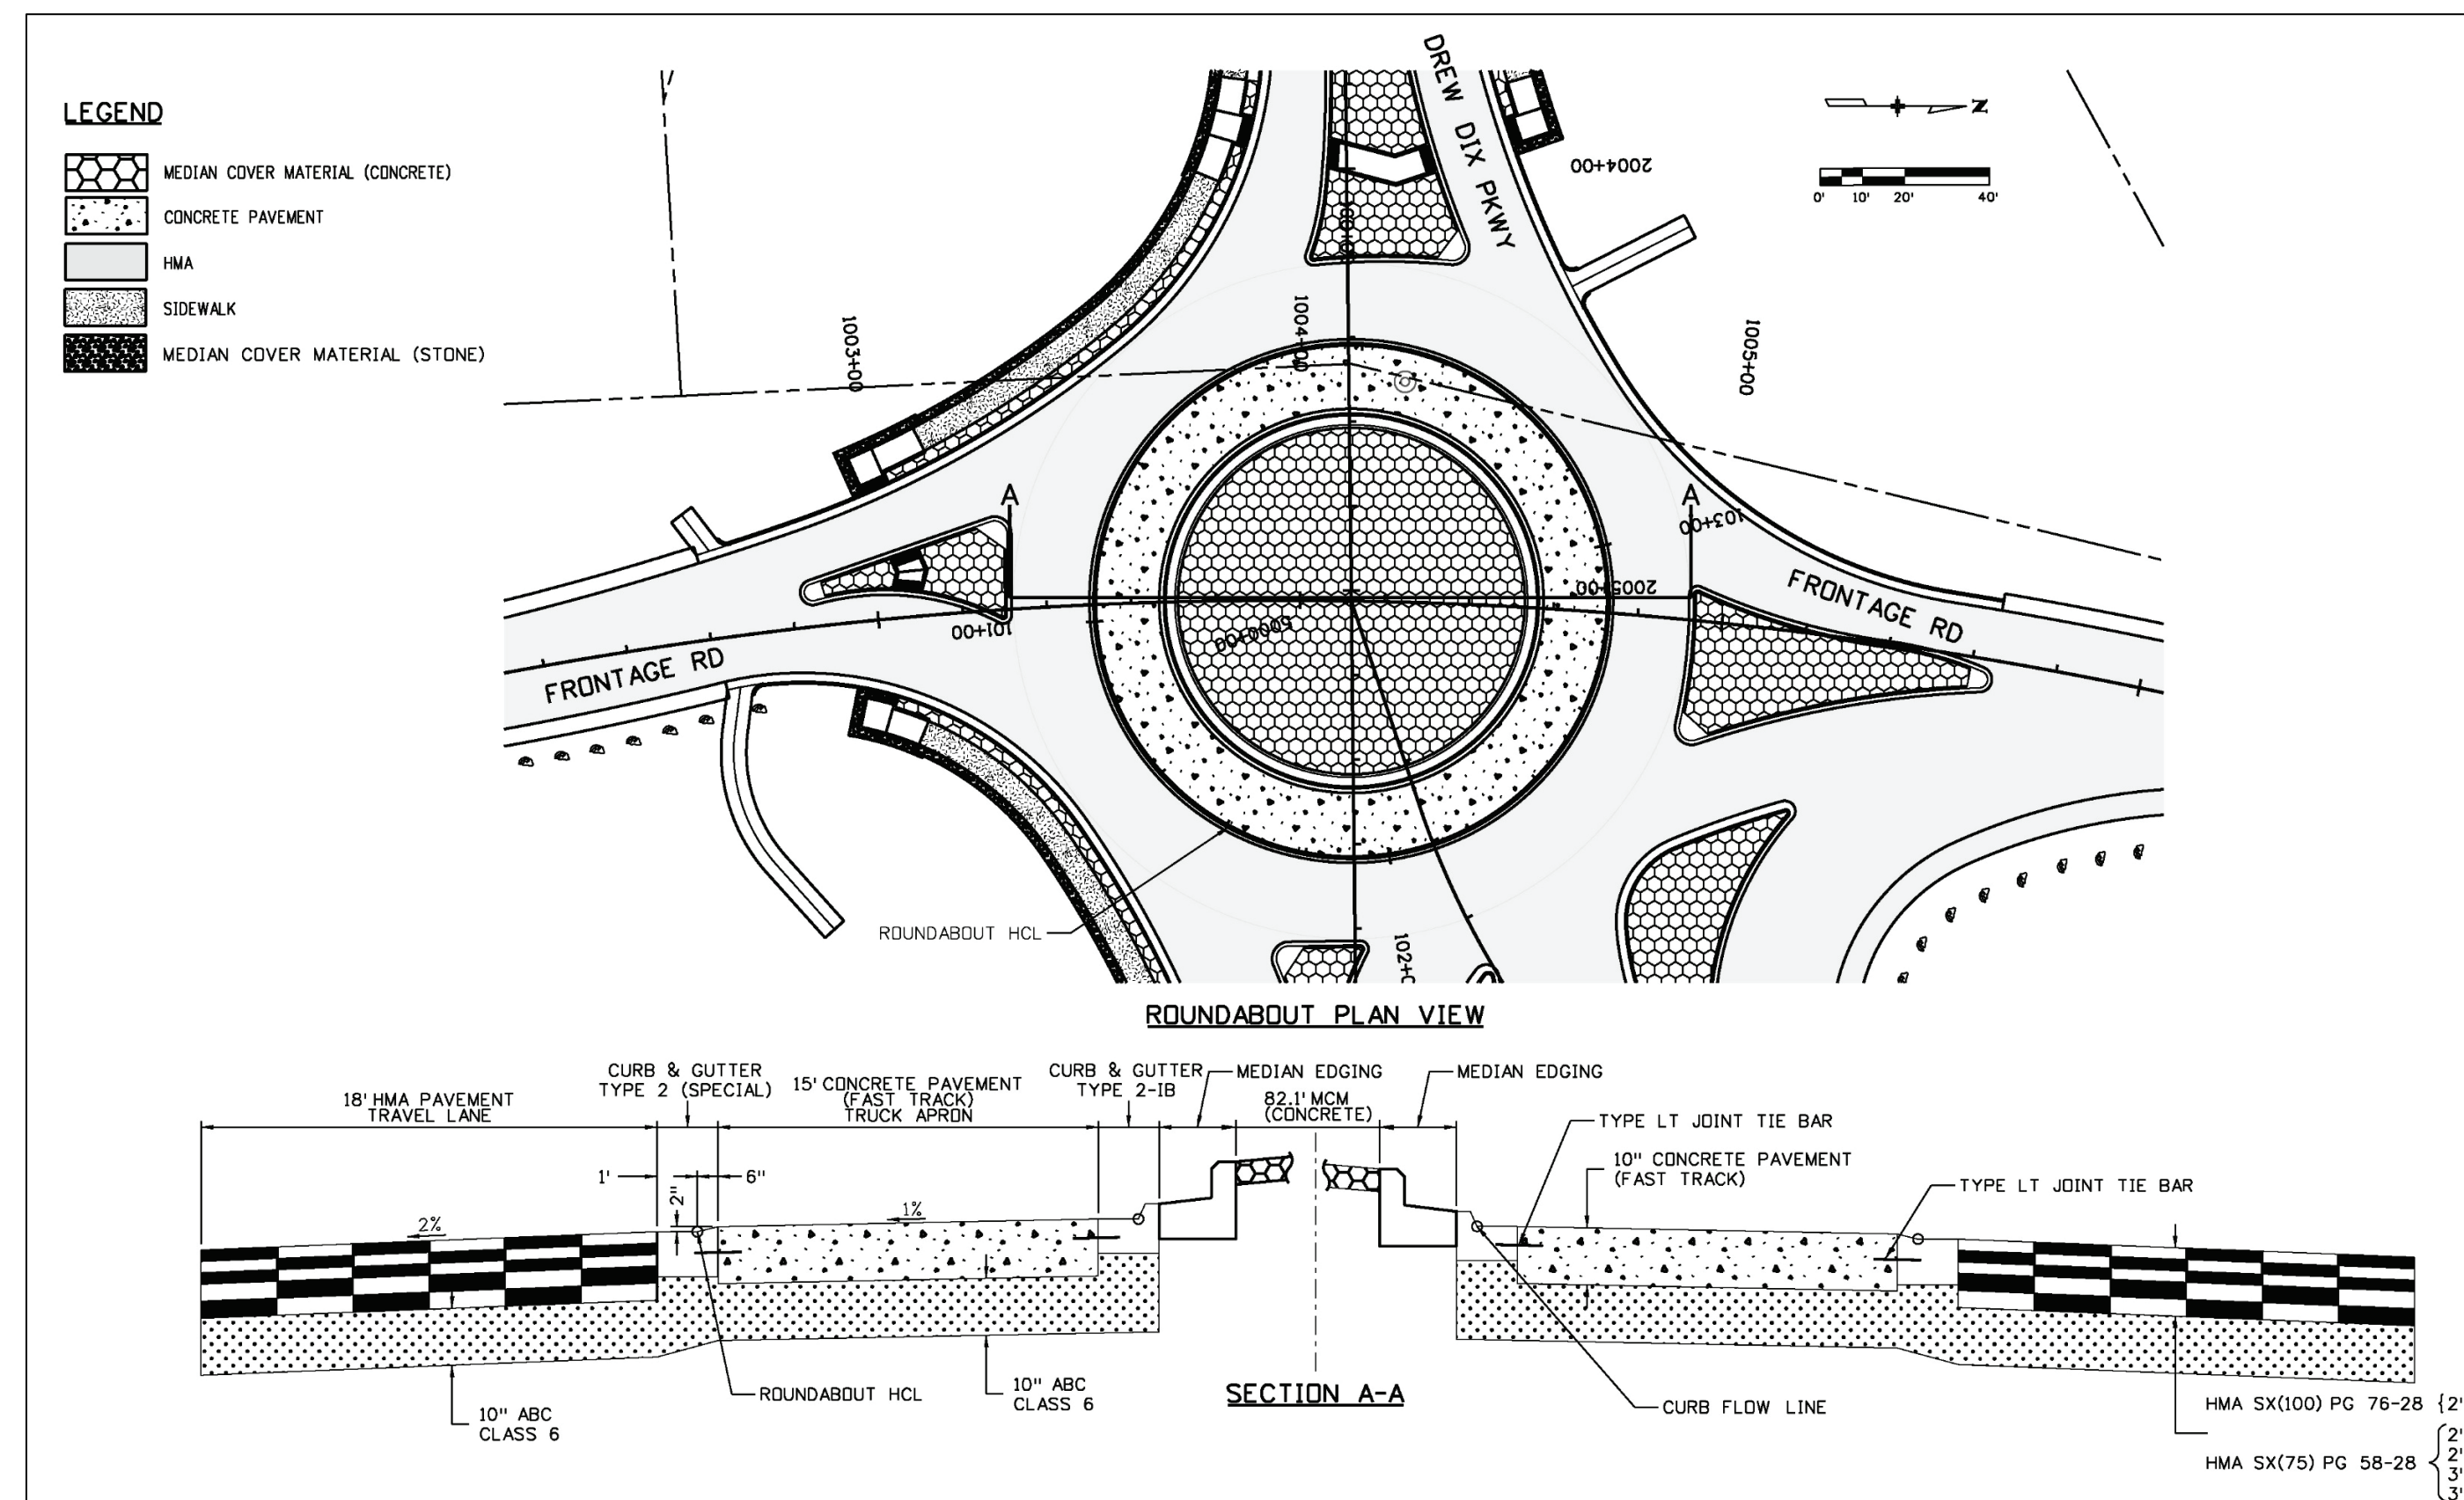 LEGEND
MEDIAN COVER MATERIAL (CONCRETE)
CONCRETE PAVEMENT
HMA
SIDEWALK
MEDIAN COVER MATERIAL (STONE)
DREW DIX PKWY
N
0' 10' 20' 40'
2004+00
1003+00
1004+00
1005+00
A
A
103+00
2005+00
101+00
5000+00
FRONTAGE RD
FRONTAGE RD
ROUNDABOUT HCL
ROUNDABOUT PLAN VIEW
18' HMA PAVEMENT
TRAVEL LANE
CURB & GUTTER
TYPE 2 (SPECIAL)
15' CONCRETE PAVEMENT
(FAST TRACK)
TRUCK APRON
CURB & GUTTER
TYPE 2-IB
MEDIAN EDGING
82.1' MCM
(CONCRETE)
MEDIAN EDGING
TYPE LT JOINT TIE BAR
10" CONCRETE PAVEMENT
(FAST TRACK)
TYPE LT JOINT TIE BAR
1'
2"
6"
2%
1%
ROUNDABOUT HCL
10" ABC
CLASS 6
10" ABC
CLASS 6
SECTION A-A
CURB FLOW LINE
HMA SX(100) PG 76-28 {2"
HMA SX(75) PG 58-28